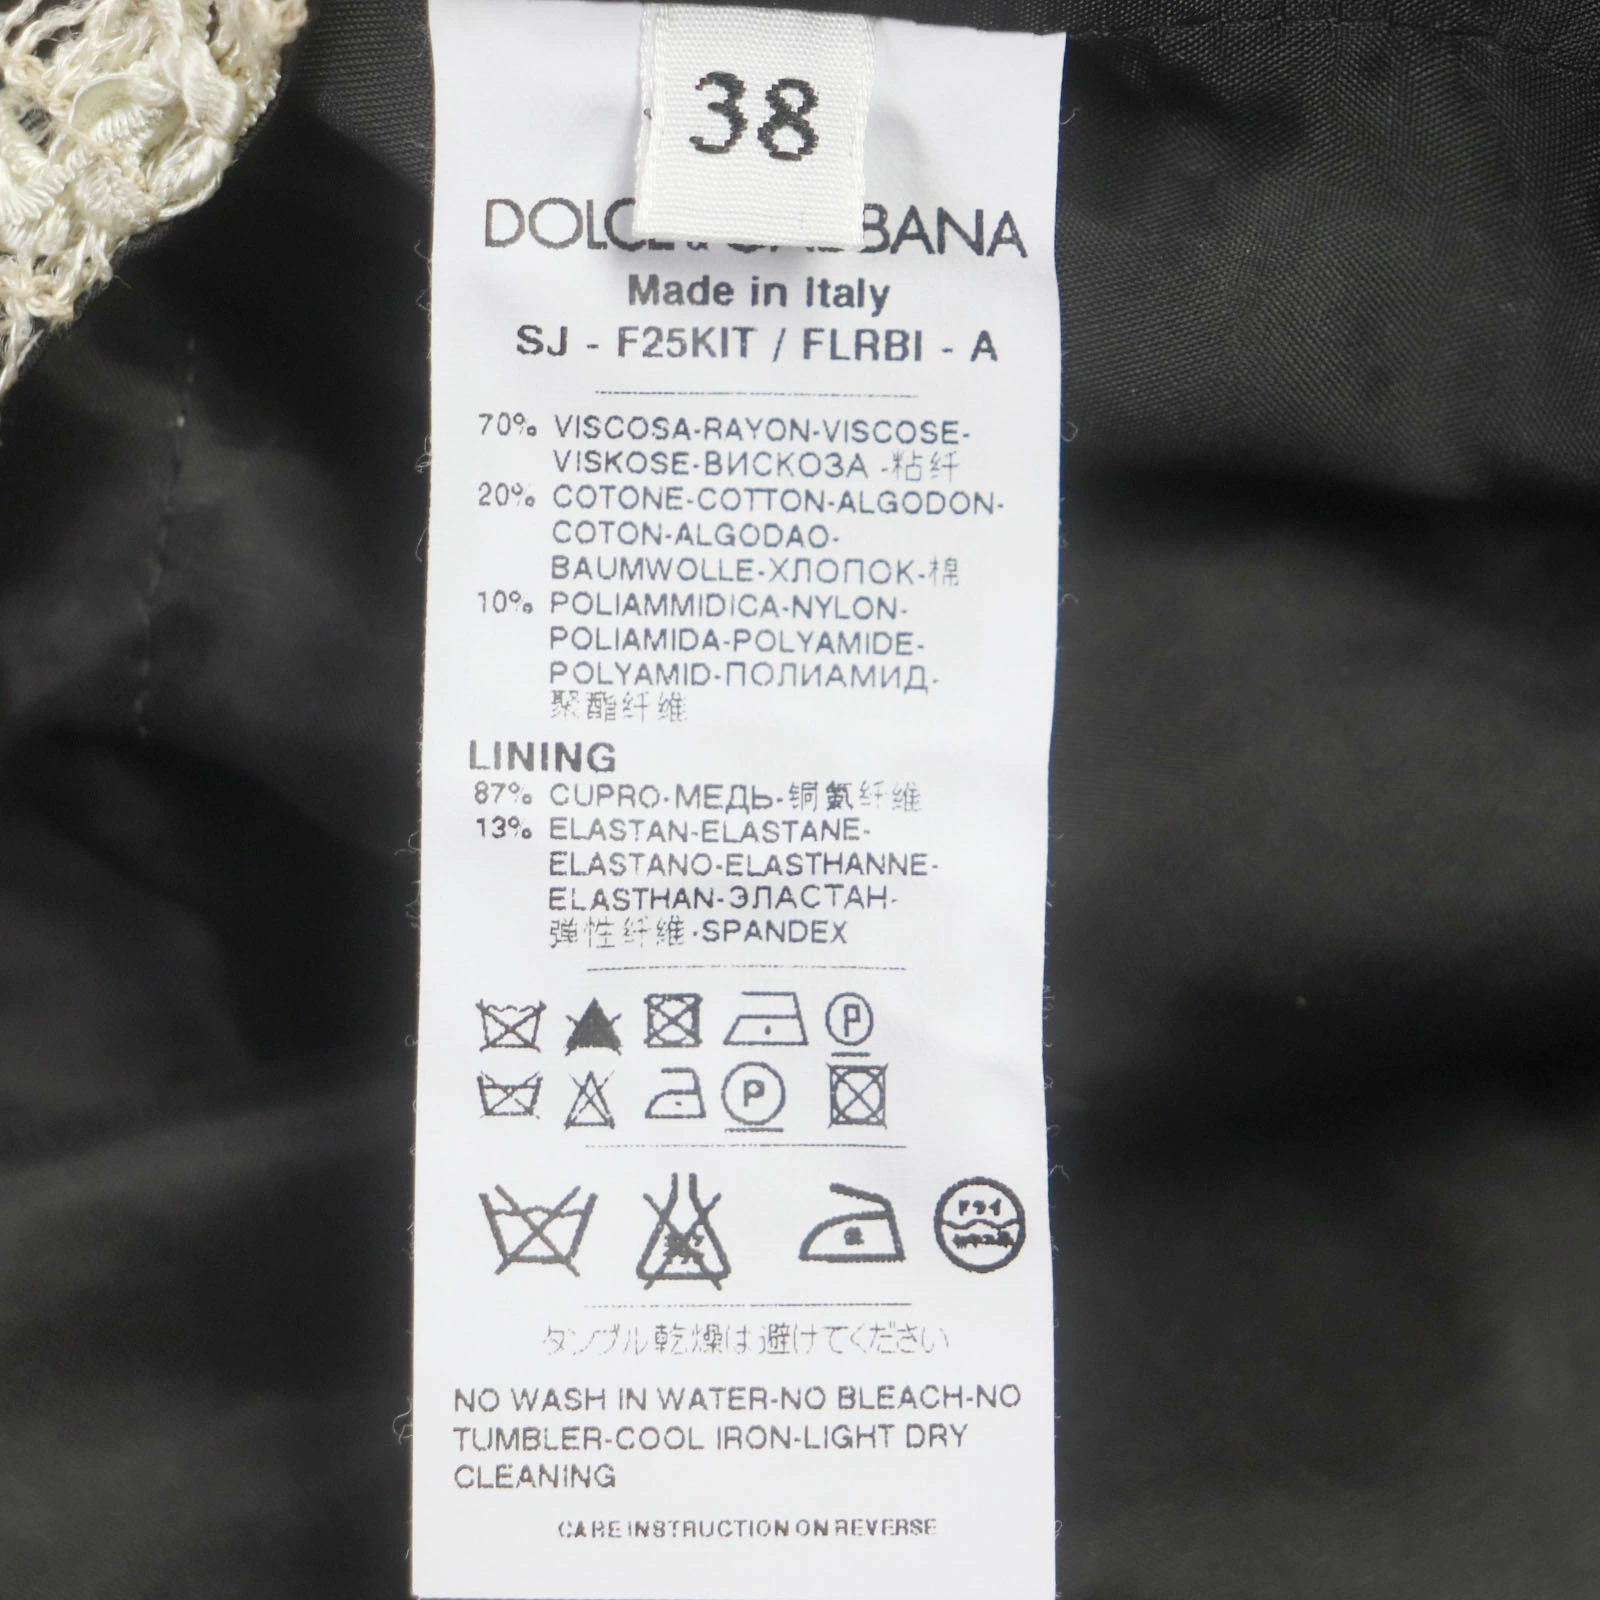 38
DOLCE & GABBANA
Made in Italy
SJ - F25KIT / FLRBI - A
70% VISCOSA-RAYON-VISCOSE-
VISKOSE-ВИСКОЗА -粘纤
20% COTONE-COTTON-ALGODON-
COTON-ALGODAO-
BAUMWOLLE-ХЛОПОК-棉
10% POLIAMMIDICA-NYLON-
POLIAMIDA-POLYAMIDE-
POLYAMID-ПОЛИАМИД-
聚酯纤维
LINING
87% CUPRO-МЕДЬ-铜氨纤维
13% ELASTAN-ELASTANE-
ELASTANO-ELASTHANNE-
ELASTHAN-ЭЛАСТАН-
弹性纤维-SPANDEX
P
P
ドライ
タンブル乾燥は避けてください
NO WASH IN WATER-NO BLEACH-NO
TUMBLER-COOL IRON-LIGHT DRY
CLEANING
CARE INSTRUCTION ON REVERSE